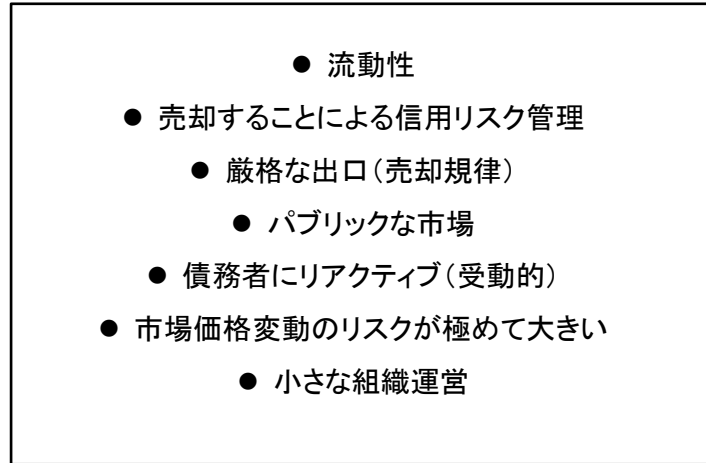 ● 流動性
● 売却することによる信用リスク管理
● 厳格な出口（売却規律）
● パブリックな市場
● 債務者にリアクティブ（受動的）
● 市場価格変動のリスクが極めて大きい
● 小さな組織運営